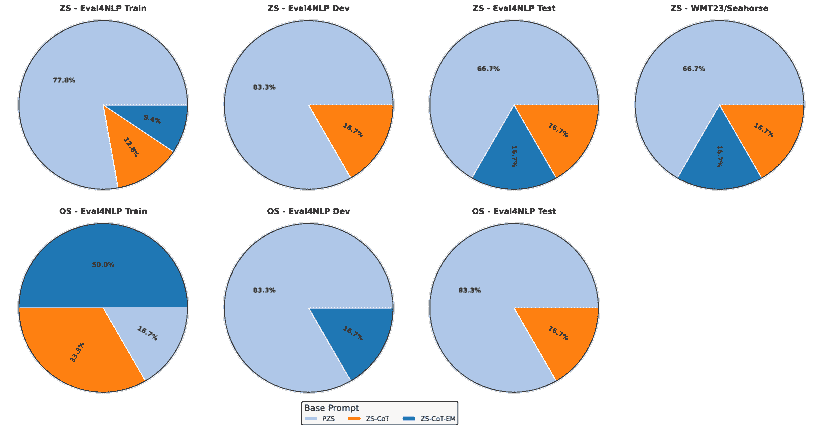 ZS - Eval4NLP Train
ZS - Eval4NLP Dev
ZS - Eval4NLP Test
ZS - WMT23/Seahorse
77.8%
12.8%
9.4%
83.3%
16.7%
66.7%
16.7%
16.7%
66.7%
16.7%
16.7%
OS - Eval4NLP Train
OS - Eval4NLP Dev
OS - Eval4NLP Test
50.0%
33.3%
16.7%
83.3%
16.7%
83.3%
16.7%
Base Prompt
PZS
ZS-CoT
ZS-CoT-EM